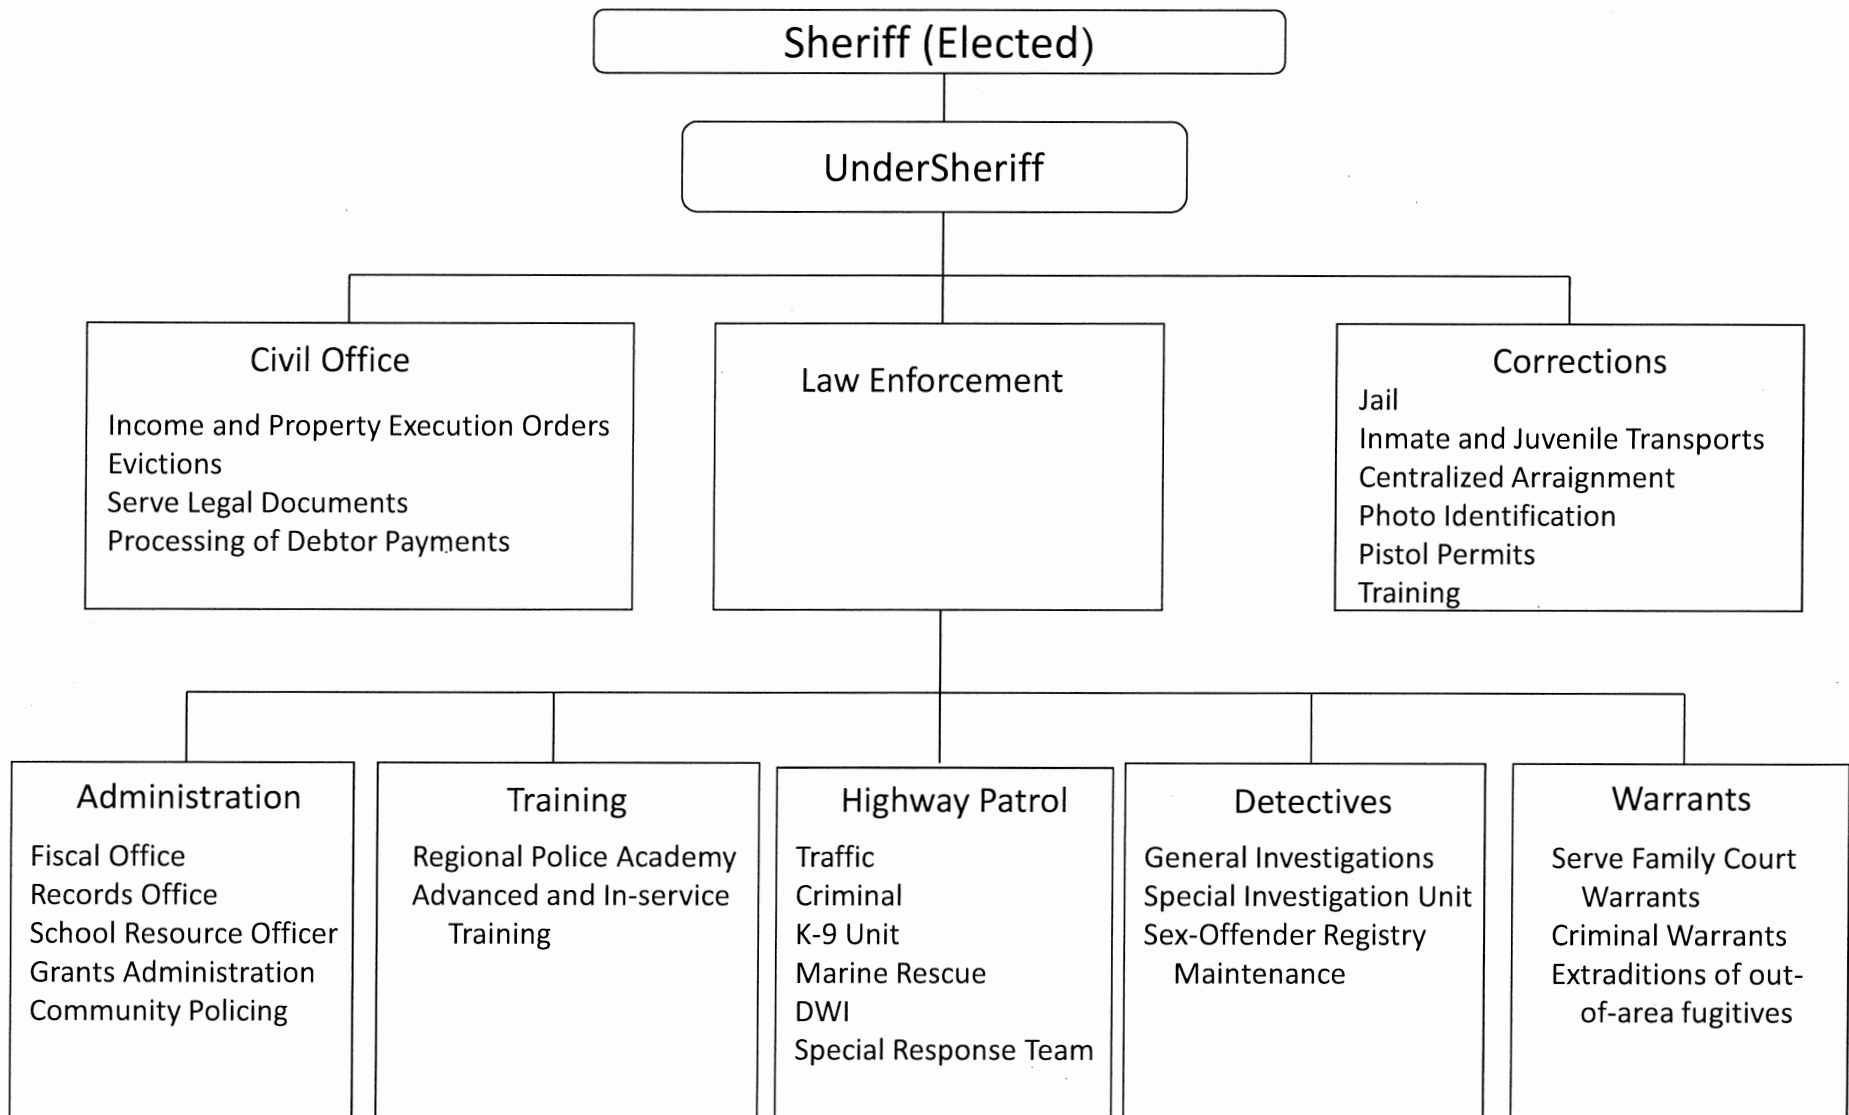 Sheriff (Elected)
UnderSheriff
Civil Office
Income and Property Execution Orders
Evictions
Serve Legal Documents
Processing of Debtor Payments
Law Enforcement
Corrections
Jail
Inmate and Juvenile Transports
Centralized Arraignment
Photo Identification
Pistol Permits
Training
Administration
Fiscal Office
Records Office
School Resource Officer
Grants Administration
Community Policing
Training
Regional Police Academy
Advanced and In-service
Training
Highway Patrol
Traffic
Criminal
K-9 Unit
Marine Rescue
DWI
Special Response Team
Detectives
General Investigations
Special Investigation Unit
Sex-Offender Registry
Maintenance
Warrants
Serve Family Court
Warrants
Criminal Warrants
Extraditions of out-
of-area fugitives